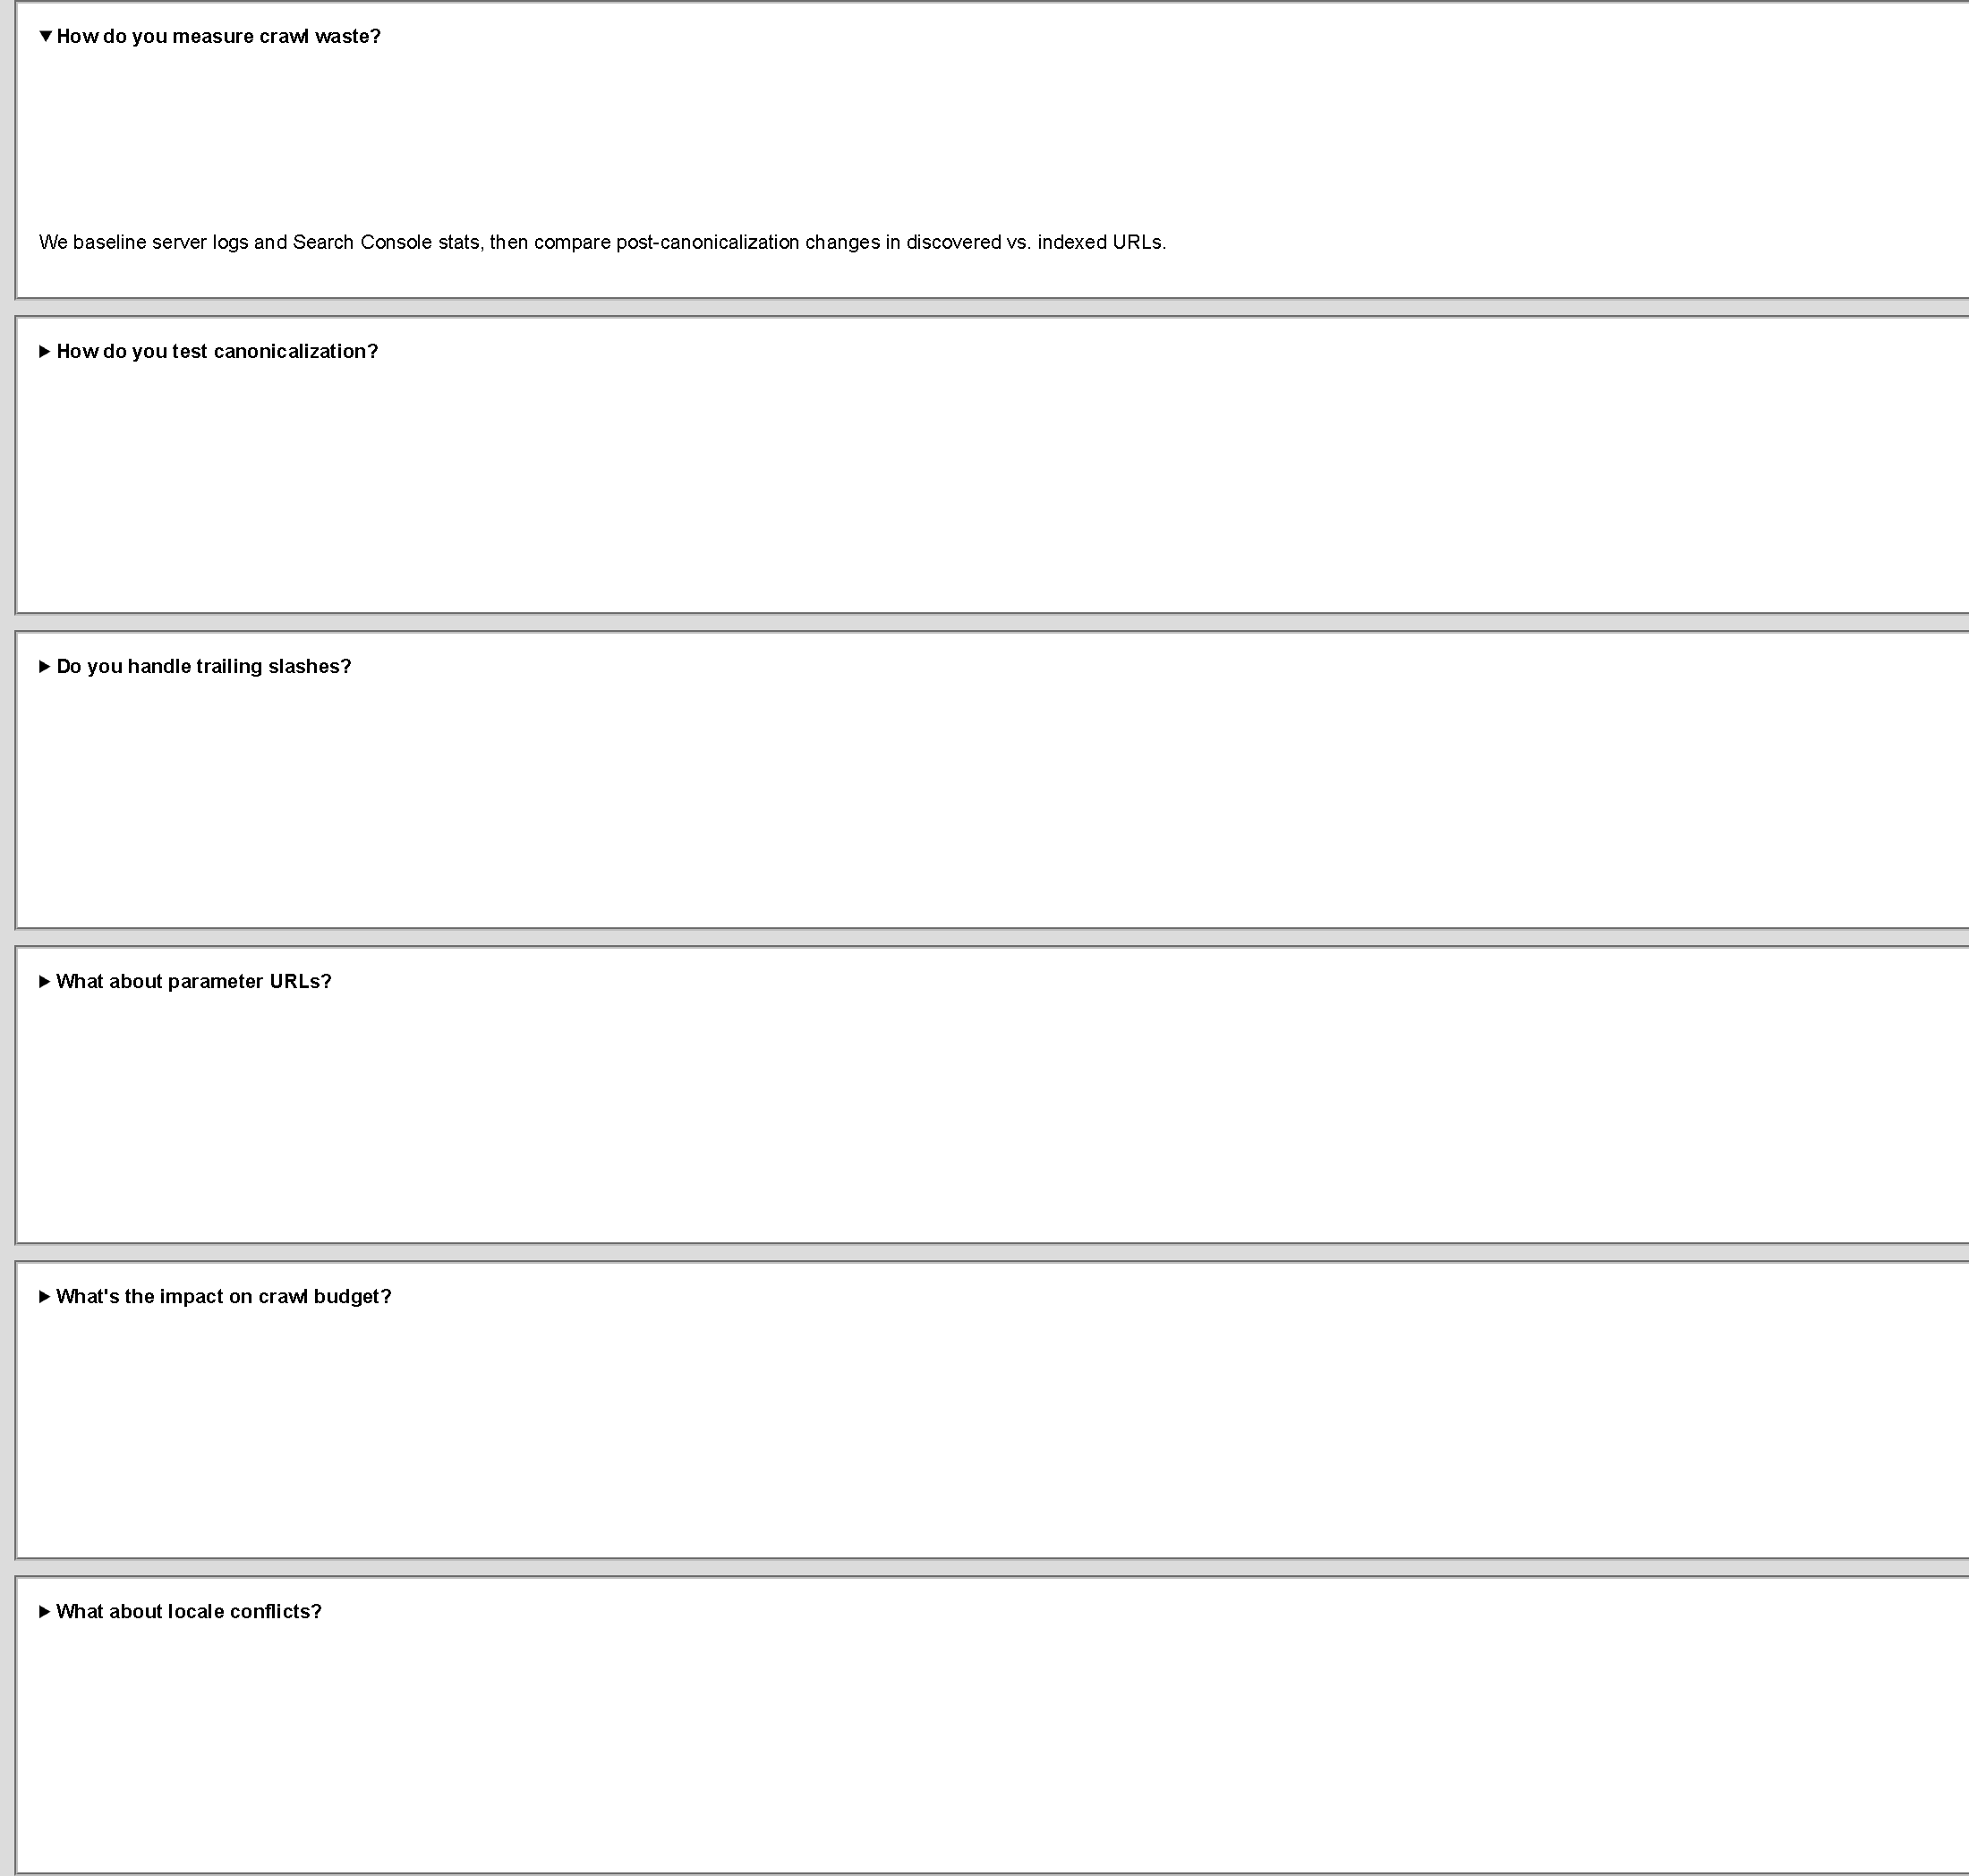 How do you measure crawl waste?
We baseline server logs and Search Console stats, then compare post-canonicalization changes in discovered vs. indexed URLs.
How do you test canonicalization?
Do you handle trailing slashes?
What about parameter URLs?
What's the impact on crawl budget?
What about locale conflicts?